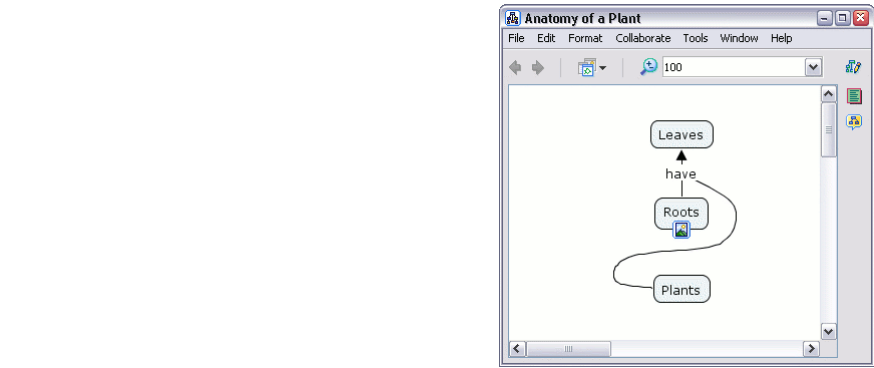 Anatomy of a Plant
File Edit Format Collaborate Tools Window Help
100
Leaves
have
Roots
Plants